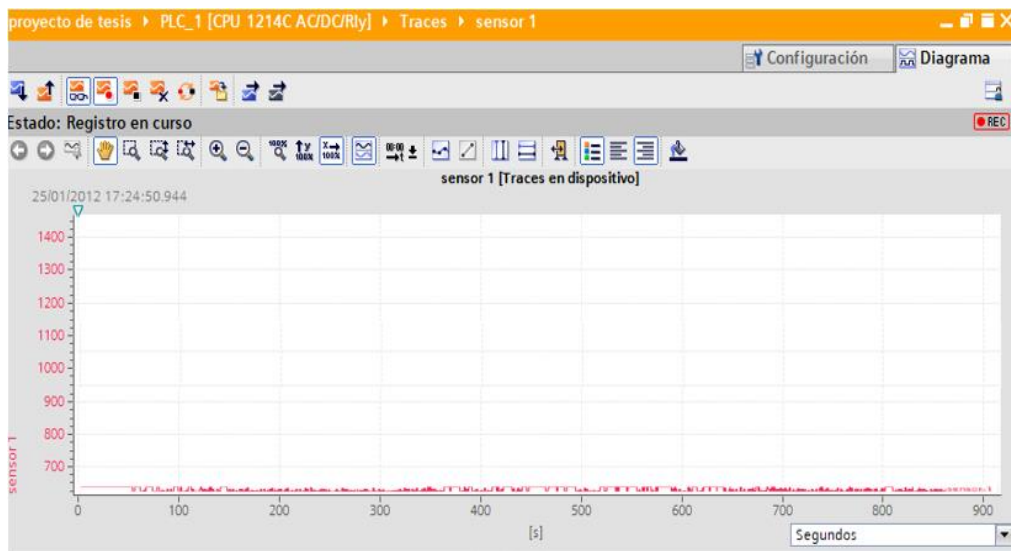 proyecto de tesis ▸ PLC_1 [CPU 1214C AC/DC/Rly] ▸ Traces ▸ sensor 1
Configuración
Diagrama
Estado: Registro en curso
REC
sensor 1 [Traces en dispositivo]
25/01/2012 17:24:50.944
1400
1300
1200
1100
1000
900
800
700
sensor 1
sensor 1
0 100 200 300 400 500 600 700 800 900
[s]
Segundos